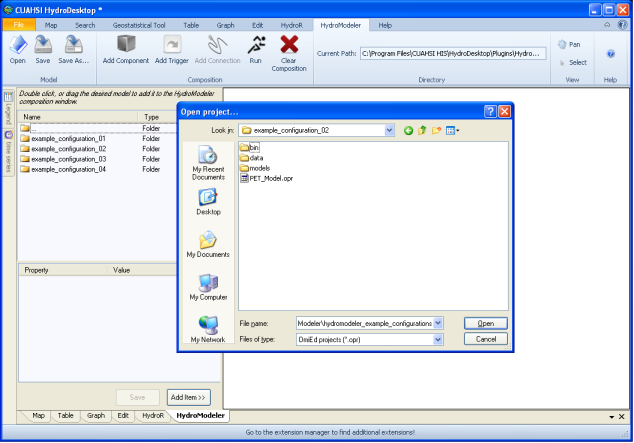 CUAHSI HydroDesktop *
File Map Search Geostatistical Tool Table Graph Edit HydroR HydroModeler Help
Open Save Save As... Add Component Add Trigger Add Connection Run Clear Composition
Current Path: C:\Program Files\CUAHSI HIS\HydroDesktop\Plugins\Hydro...
Pan
Select
Model Composition Directory View Help
Legend
time series
Double click, or drag the desired model to add it to the HydroModeler
composition window.
Name Type
... Folder
example_configuration_01 Folder
example_configuration_02 Folder
example_configuration_03 Folder
example_configuration_04 Folder
Property Value
Save Add Item >>
Open project...
Look in: example_configuration_02
My Recent Documents
Desktop
My Documents
My Computer
My Network
bin
data
models
PET_Model.opr
File name: Modeler\hydromodeler_example_configurations Open
Files of type: OmiEd projects (*.opr) Cancel
Map Table Graph Edit HydroR HydroModeler
Go to the extension manager to find additional extensions!